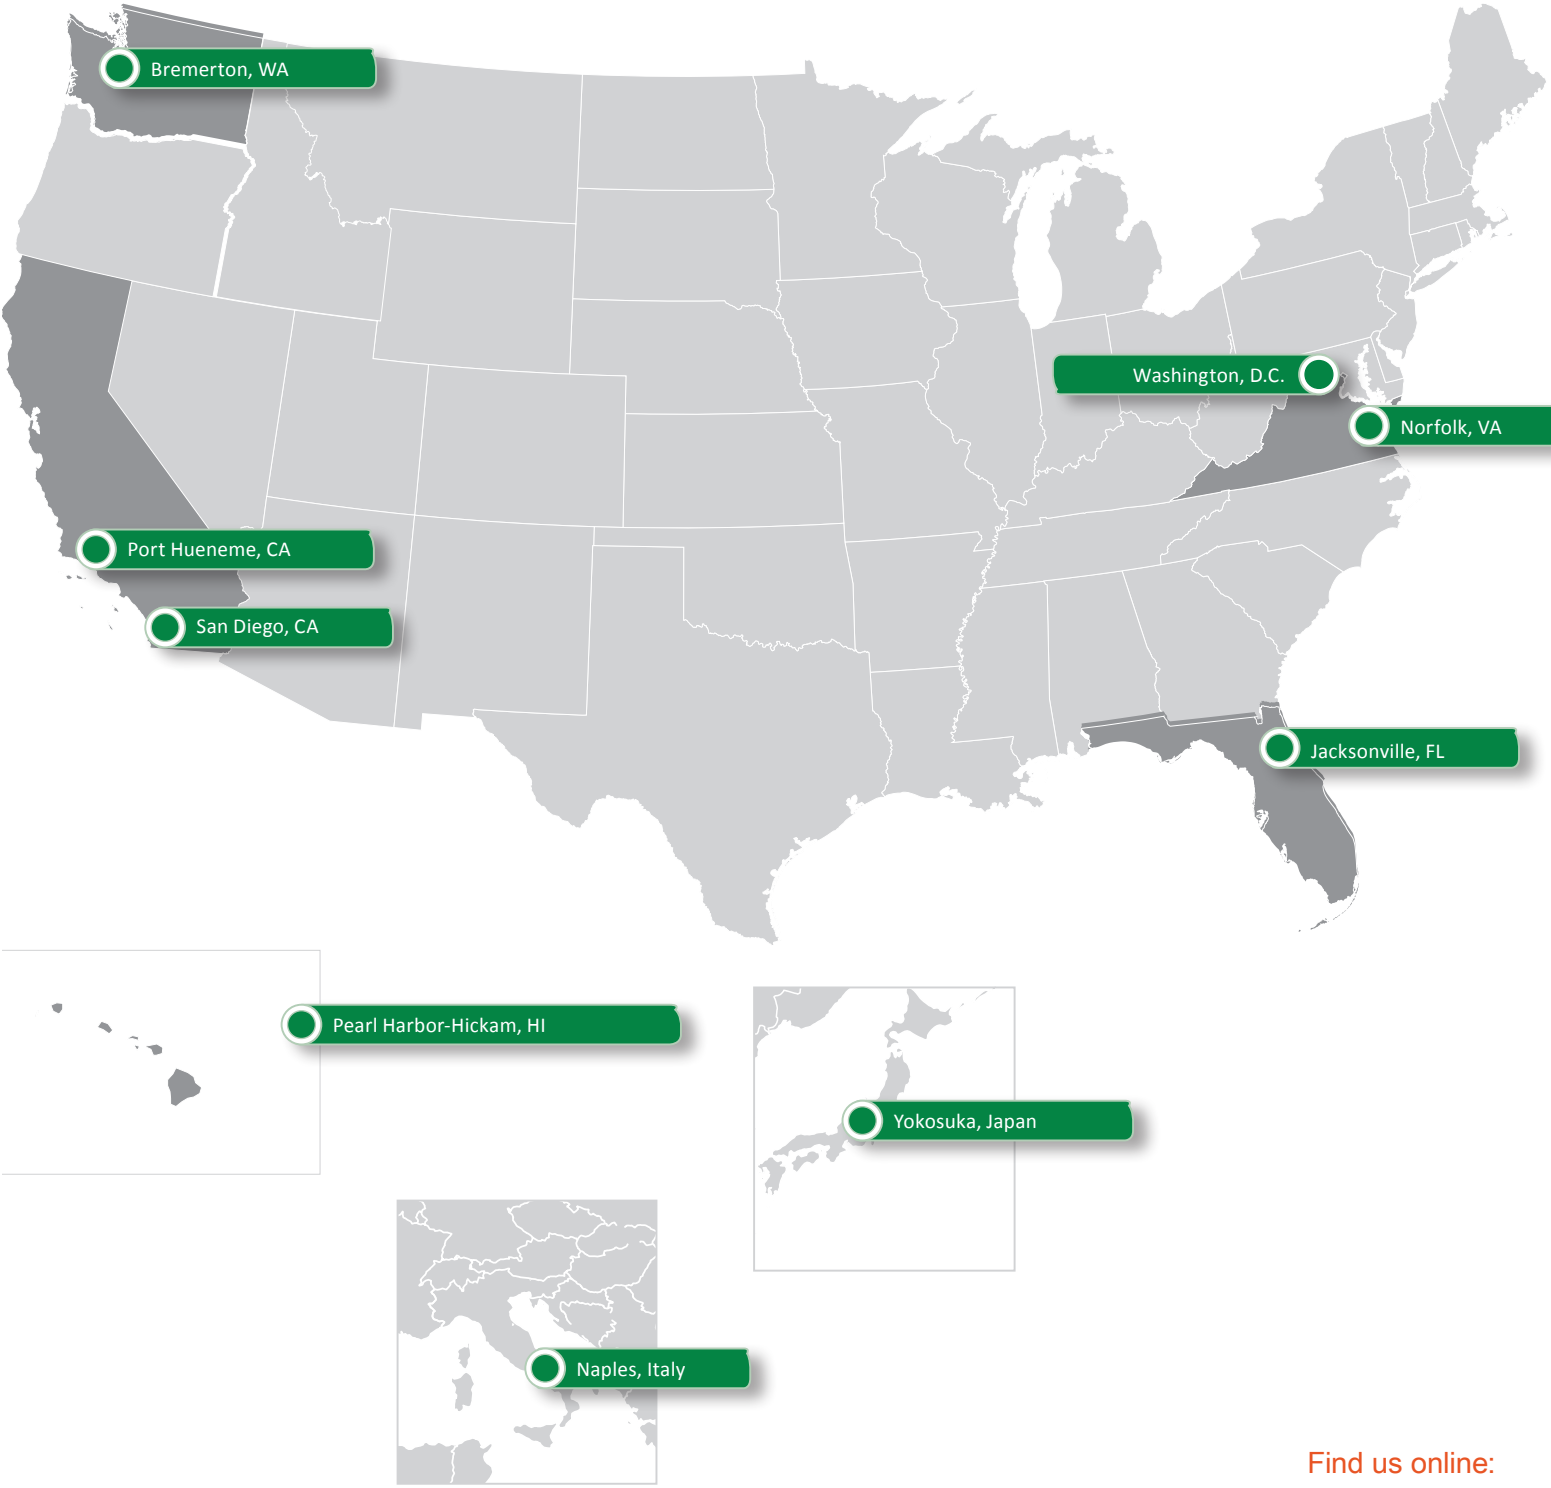 Bremerton, WA
Washington, D.C.
Norfolk, VA
Port Hueneme, CA
San Diego, CA
Jacksonville, FL
Pearl Harbor-Hickam, HI
Yokosuka, Japan
Naples, Italy
Find us online: